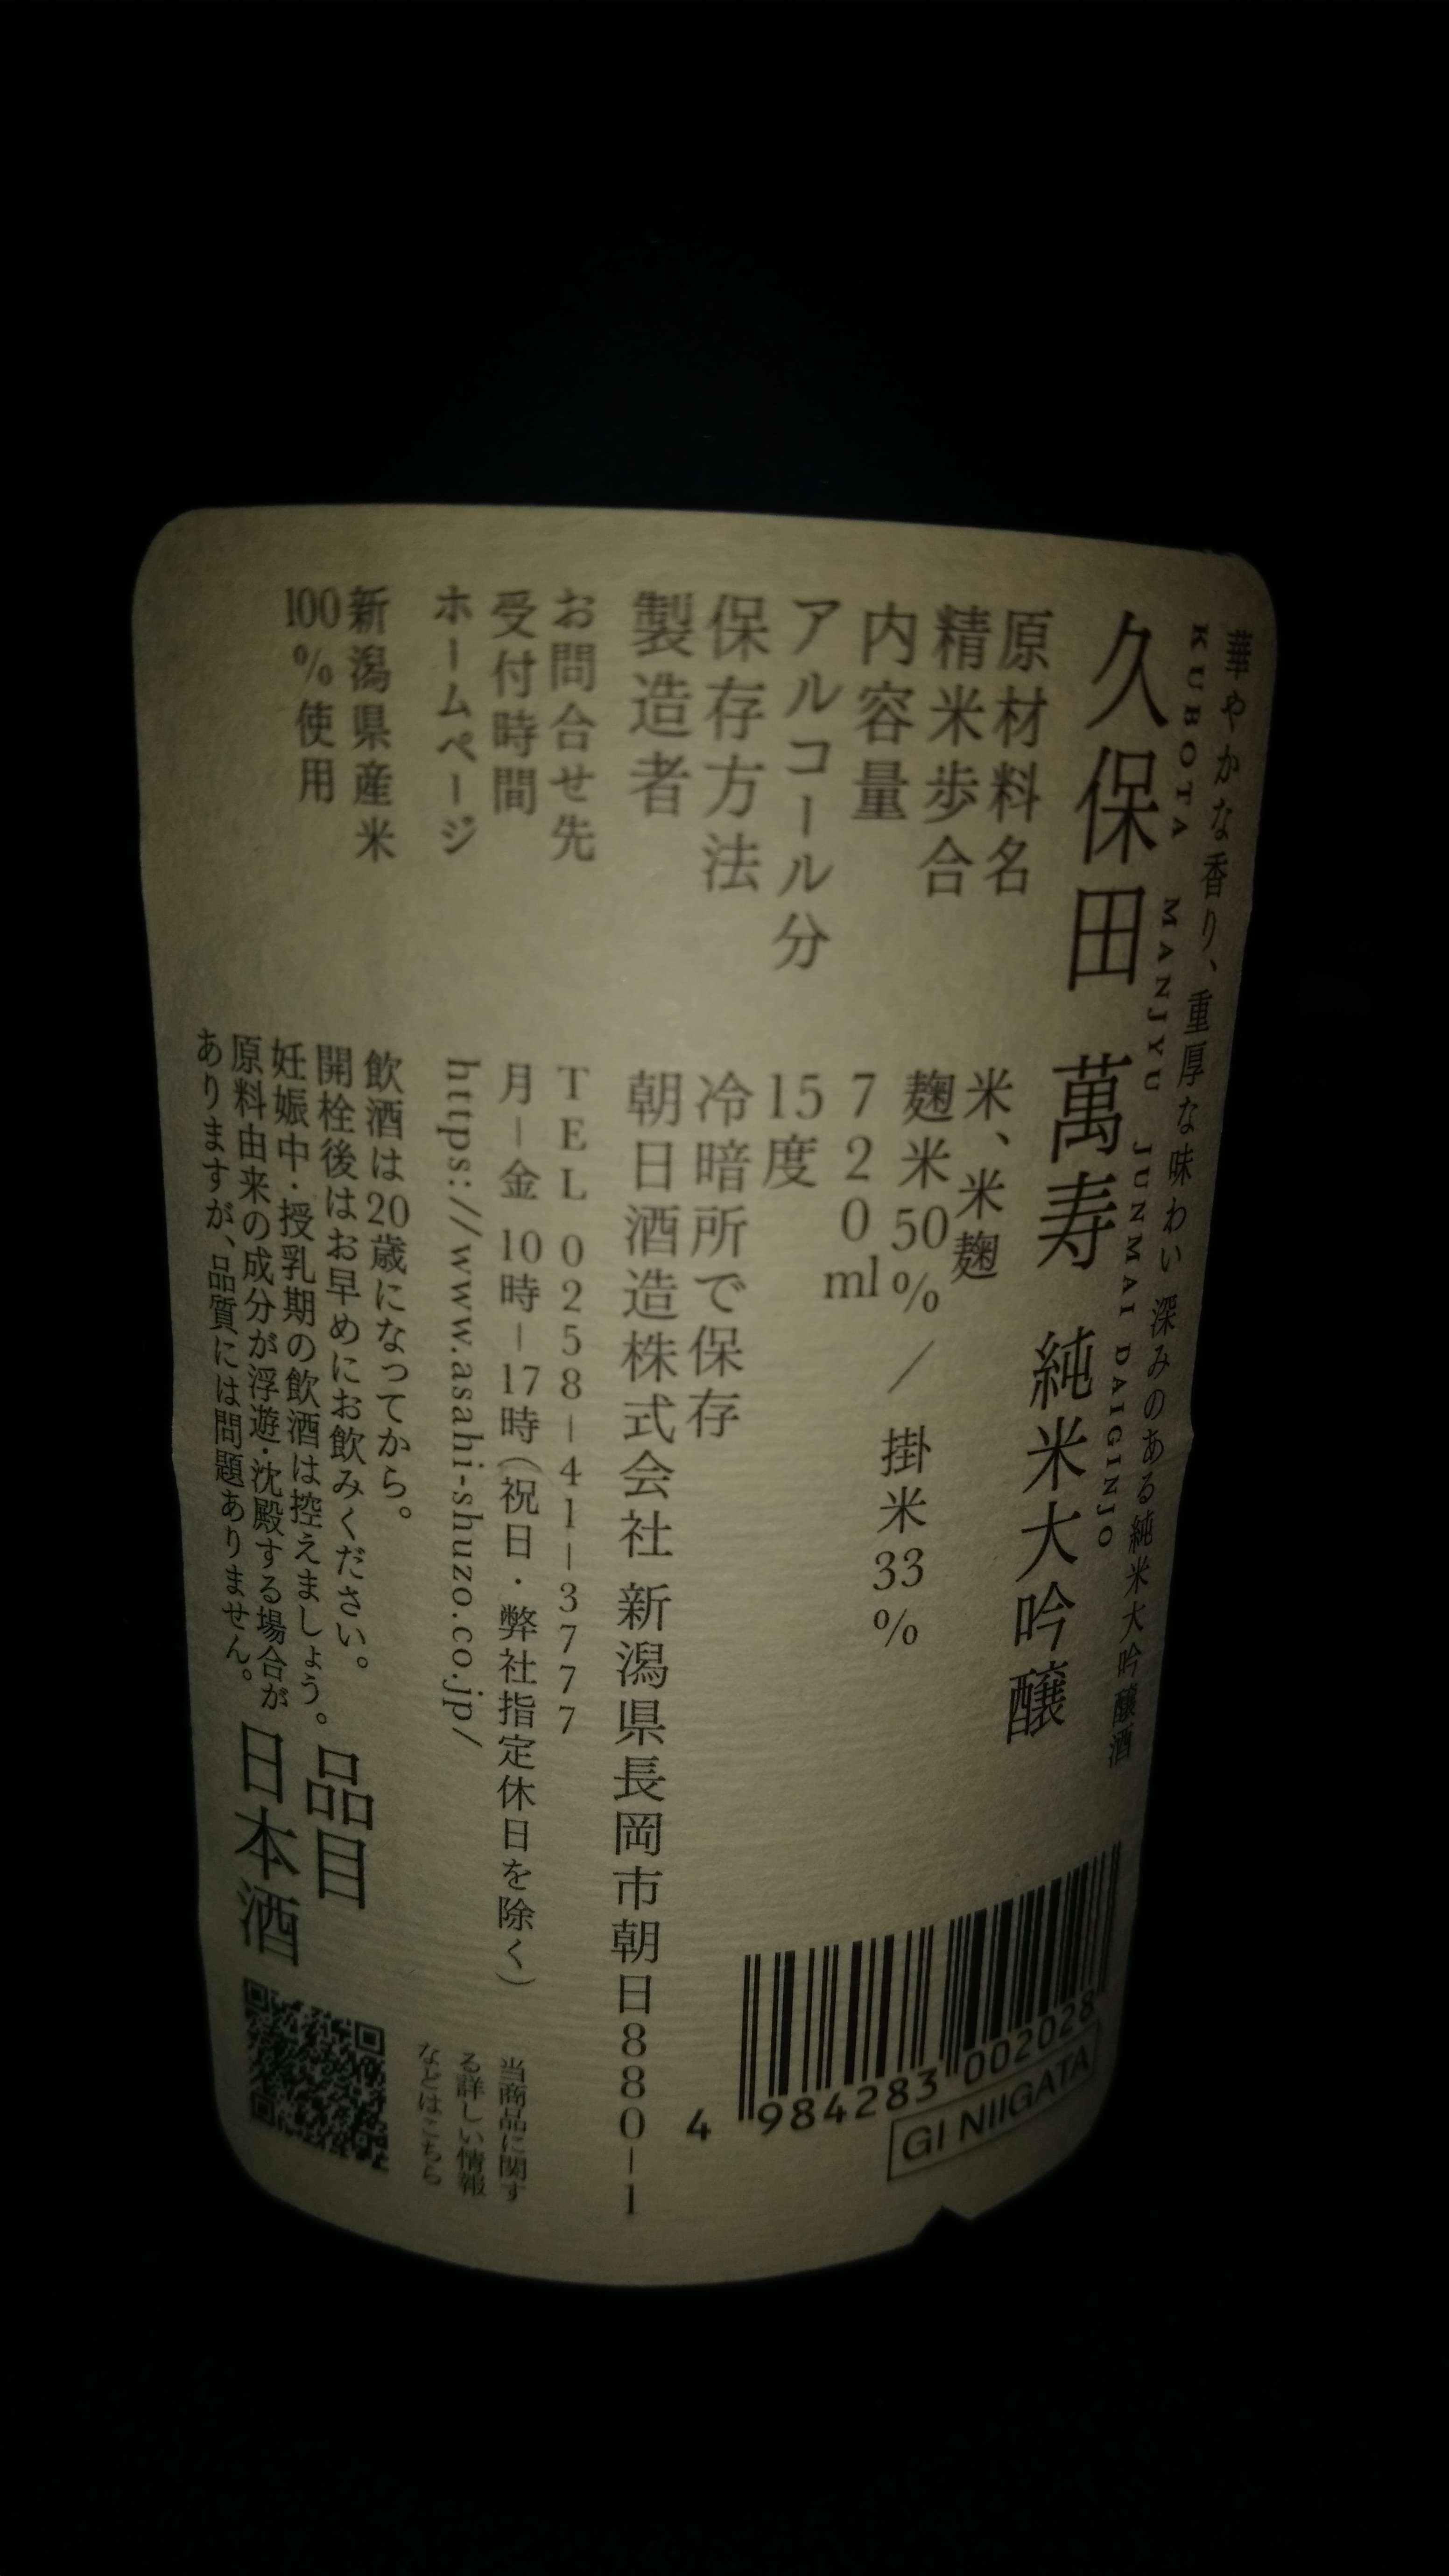 華やかな香り、重厚な味わい 深みのある純米大吟醸酒
KUBOTA MANJYU JUNMAI DAIGINJO
久保田 萬寿 純米大吟醸
原材料名 米、米麹
精米歩合 麹米50%／掛米33%
内容量 720ml
アルコール分 15度
保存方法 冷暗所で保存
製造者 朝日酒造株式会社 新潟県長岡市朝日880-1
お問合せ先 TEL 0258-41-3777
受付時間 月-金 10時-17時（祝日・弊社指定休日を除く）
ホームページ https://www.asahi-shuzo.co.jp/
新潟県産米
100%使用
飲酒は20歳になってから。
開栓後はお早めにお飲みください。
妊娠中・授乳期の飲酒は控えましょう。
原料由来の成分が浮遊・沈殿する場合が
ありますが、品質には問題ありません。
品目
日本酒
当商品に関す
る詳しい情報
などはこちら
4 984283 002028
GI NIIGATA